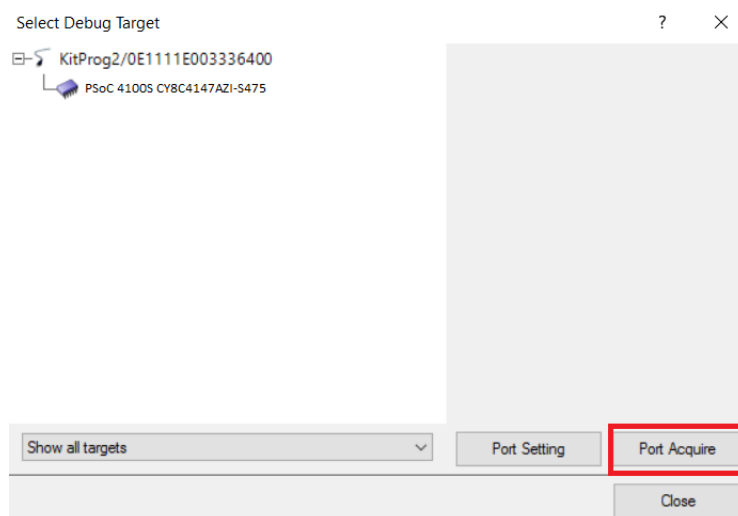 Select Debug Target
KitProg2/0E1111E003336400
PSoC 4100S CY8C4147AZI-S475
Show all targets
Port Setting
Port Acquire
Close